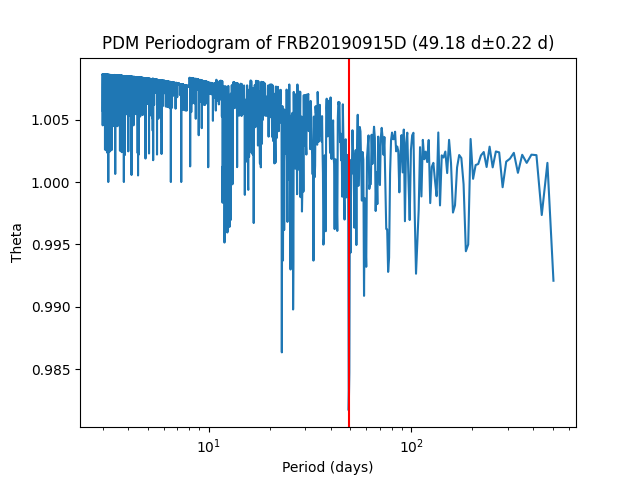 PDM Periodogram of FRB20190915D (49.18 d±0.22 d)
1.005
1.000
0.995
0.990
0.985
Theta
10¹
10²
Period (days)